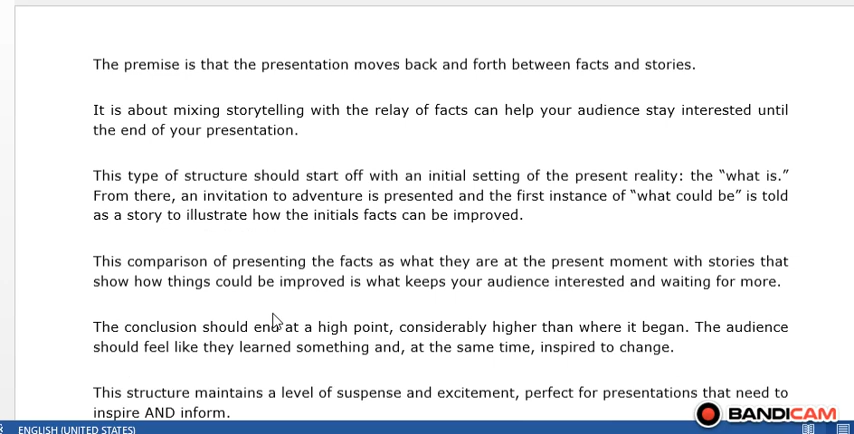 The premise is that the presentation moves back and forth between facts and stories.
It is about mixing storytelling with the relay of facts can help your audience stay interested until
the end of your presentation.
This type of structure should start off with an initial setting of the present reality: the “what is.”
From there, an invitation to adventure is presented and the first instance of “what could be” is told
as a story to illustrate how the initials facts can be improved.
This comparison of presenting the facts as what they are at the present moment with stories that
show how things could be improved is what keeps your audience interested and waiting for more.
The conclusion should end at a high point, considerably higher than where it began. The audience
should feel like they learned something and, at the same time, inspired to change.
This structure maintains a level of suspense and excitement, perfect for presentations that need to
inspire AND inform.
BANDICAM
ENGLISH (UNITED STATES)